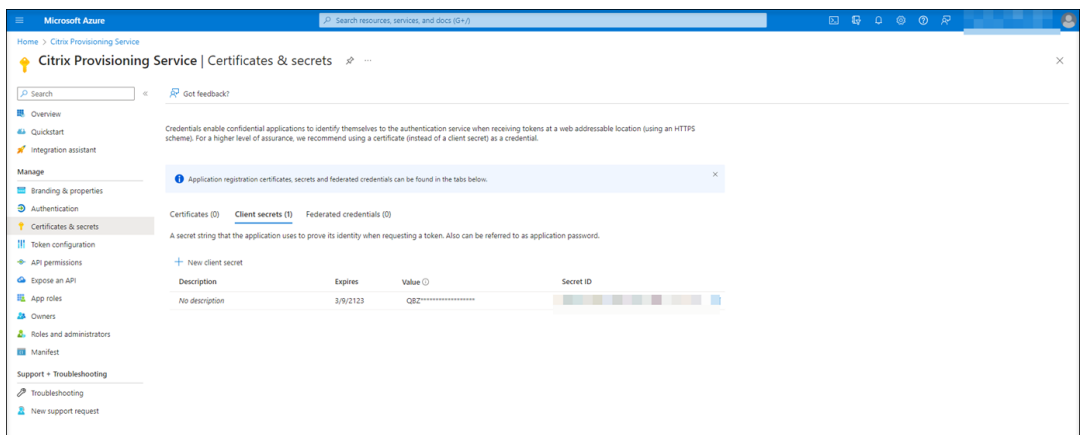 Microsoft Azure
Search resources, services, and docs (G+/)
Home > Citrix Provisioning Service
Citrix Provisioning Service | Certificates & secrets
Search
Got feedback?
Overview
Quickstart
Integration assistant
Manage
Branding & properties
Authentication
Certificates & secrets
Token configuration
API permissions
Expose an API
App roles
Owners
Roles and administrators
Manifest
Support + Troubleshooting
Troubleshooting
New support request
Credentials enable confidential applications to identify themselves to the authentication service when receiving tokens at a web addressable location (using an HTTPS
scheme). For a higher level of assurance, we recommend using a certificate (instead of a client secret) as a credential.
Application registration certificates, secrets and federated credentials can be found in the tabs below.
Certificates (0) Client secrets (1) Federated credentials (0)
A secret string that the application uses to prove its identity when requesting a token. Also can be referred to as application password.
New client secret
Description Expires Value Secret ID
No description 3/9/2123 QBZ******************